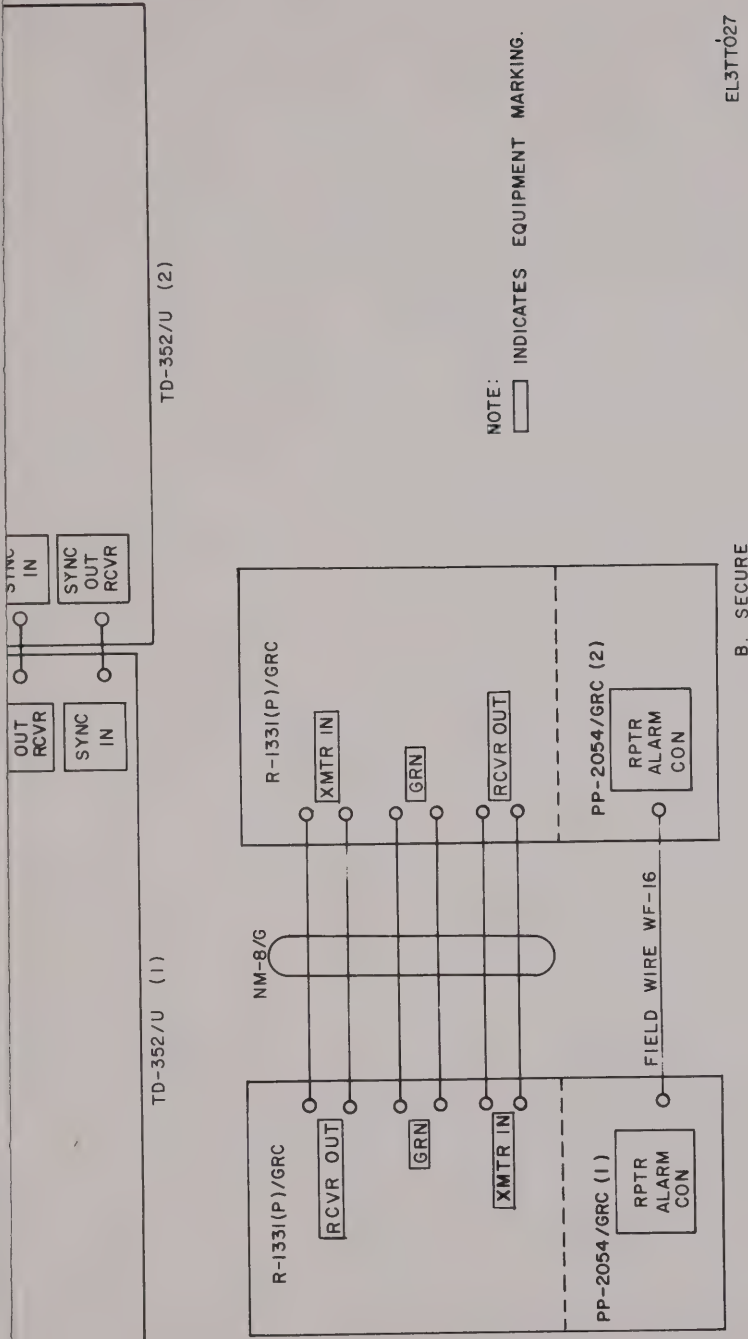 OUT
RCVR
SYNC
IN
SYNC
IN
SYNC
OUT
RCVR
TD-352/U (1)
TD-352/U (2)
R-1331(P)/GRC
RCVR OUT
GRN
XMTR IN
PP-2054/GRC (1)
RPTR
ALARM
CON
NM-8/G
FIELD WIRE WF-16
R-1331(P)/GRC
XMTR IN
GRN
RCVR OUT
PP-2054/GRC (2)
RPTR
ALARM
CON
NOTE:
INDICATES EQUIPMENT MARKING.
B. SECURE
EL3TT027